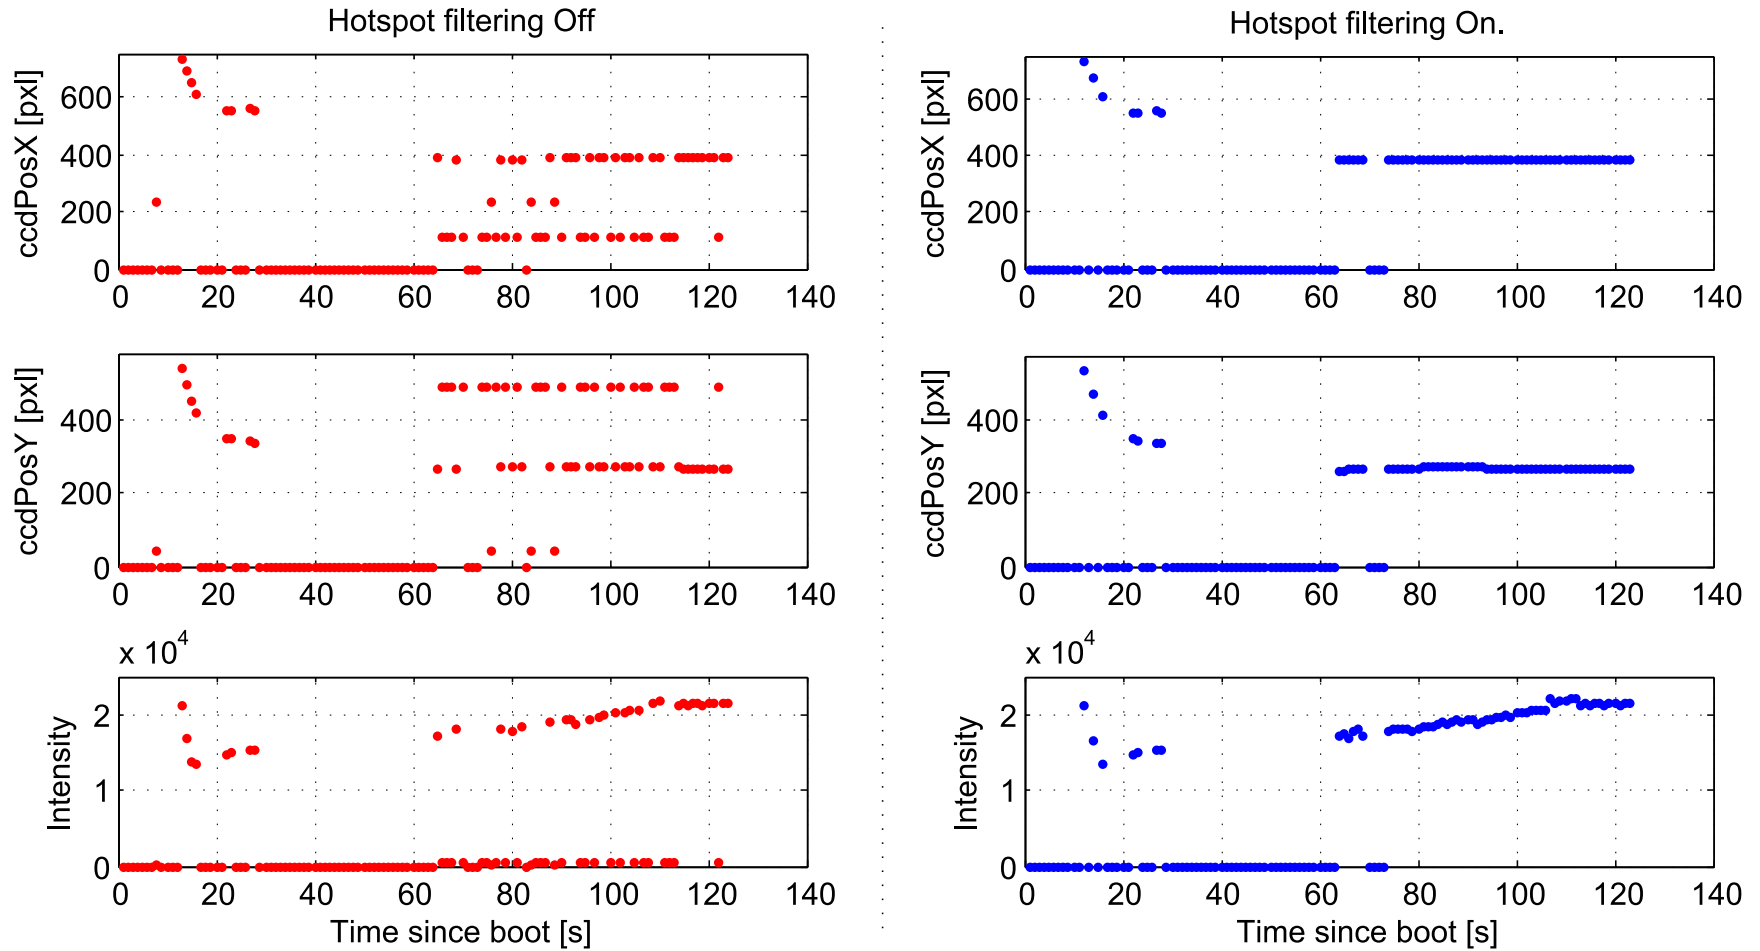 Hotspot filtering Off
Hotspot filtering On.
ccdPosX [pxl]
600
400
200
0
0 20 40 60 80 100 120 140
ccdPosX [pxl]
600
400
200
0
0 20 40 60 80 100 120 140
ccdPosY [pxl]
400
200
0
0 20 40 60 80 100 120 140
ccdPosY [pxl]
400
200
0
0 20 40 60 80 100 120 140
x 10^4
Intensity
2
1
0
0 20 40 60 80 100 120 140
Time since boot [s]
x 10^4
Intensity
2
1
0
0 20 40 60 80 100 120 140
Time since boot [s]